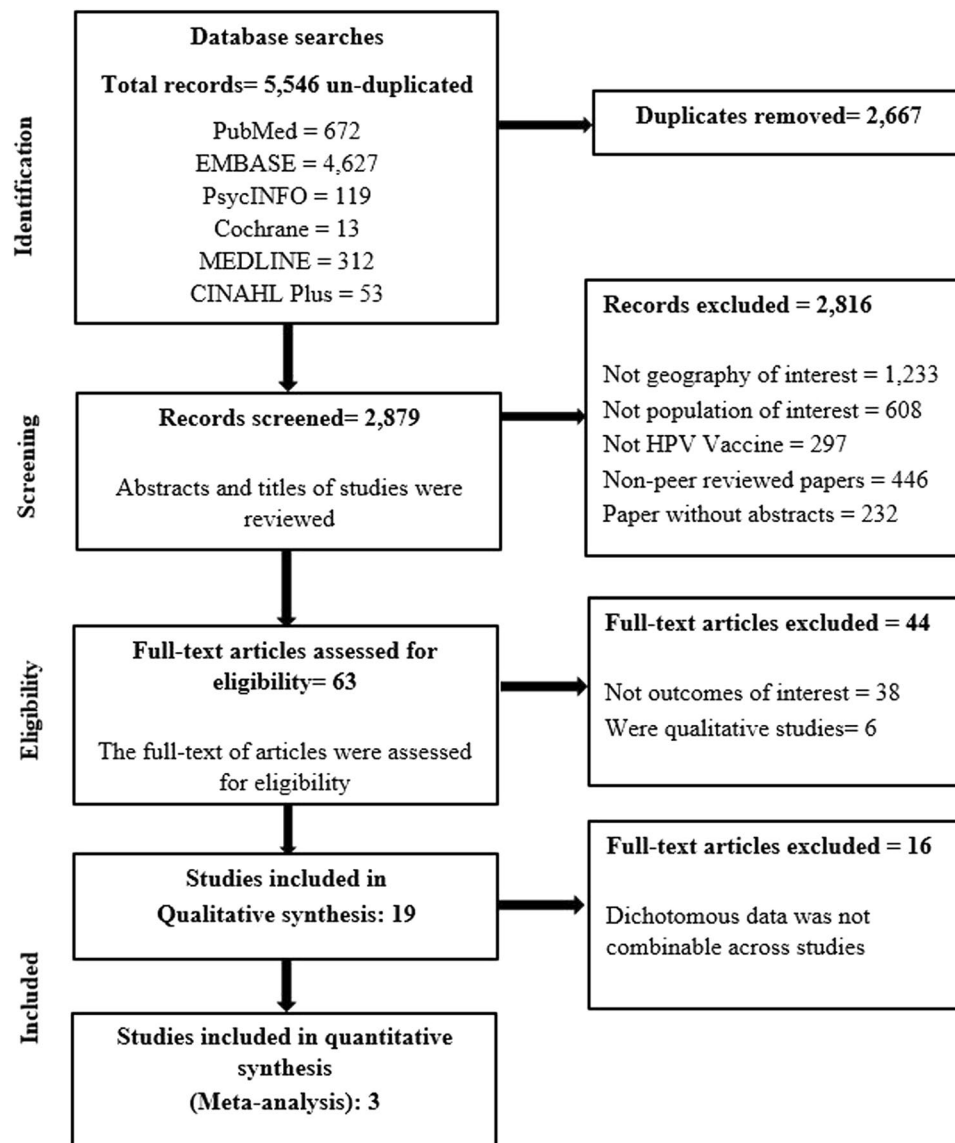 Identification
Database searches
Total records= 5,546 un-duplicated
PubMed = 672
EMBASE = 4,627
PsycINFO = 119
Cochrane = 13
MEDLINE = 312
CINAHL Plus = 53
Duplicates removed= 2,667
Screening
Records screened= 2,879
Abstracts and titles of studies were
reviewed
Records excluded = 2,816
Not geography of interest = 1,233
Not population of interest = 608
Not HPV Vaccine = 297
Non-peer reviewed papers = 446
Paper without abstracts = 232
Eligibility
Full-text articles assessed for
eligibility= 63
The full-text of articles were assessed
for eligibility
Full-text articles excluded = 44
Not outcomes of interest = 38
Were qualitative studies= 6
Included
Studies included in
Qualitative synthesis: 19
Full-text articles excluded = 16
Dichotomous data was not
combinable across studies
Studies included in quantitative
synthesis
(Meta-analysis): 3